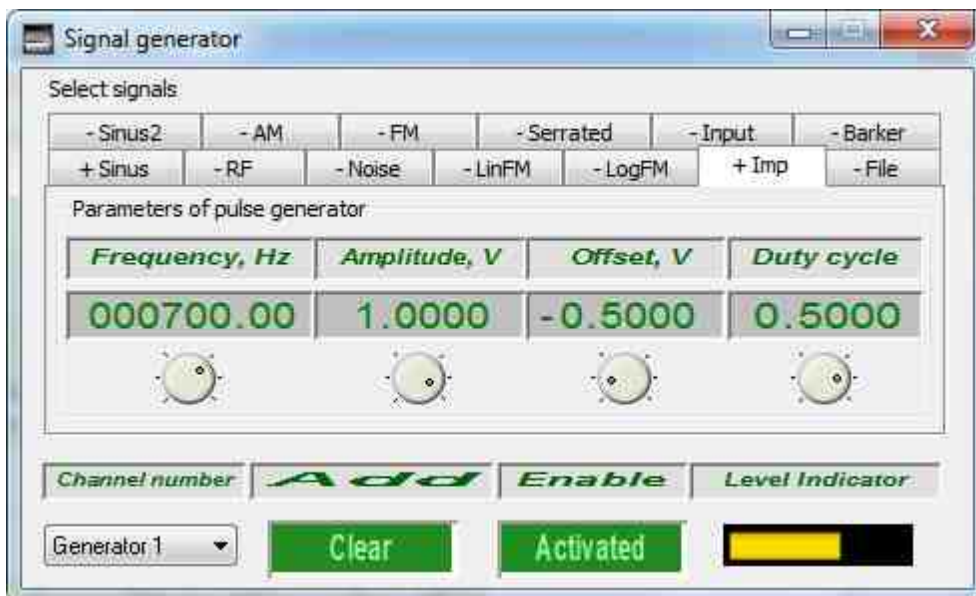 Signal generator
Select signals
- Sinus2 - AM - FM - Serrated - Input - Barker
+ Sinus - RF - Noise - LinFM - LogFM + Imp - File
Parameters of pulse generator
Frequency, Hz Amplitude, V Offset, V Duty cycle
000700.00 1.0000 -0.5000 0.5000
Channel number Add Enable Level Indicator
Generator 1 Clear Activated